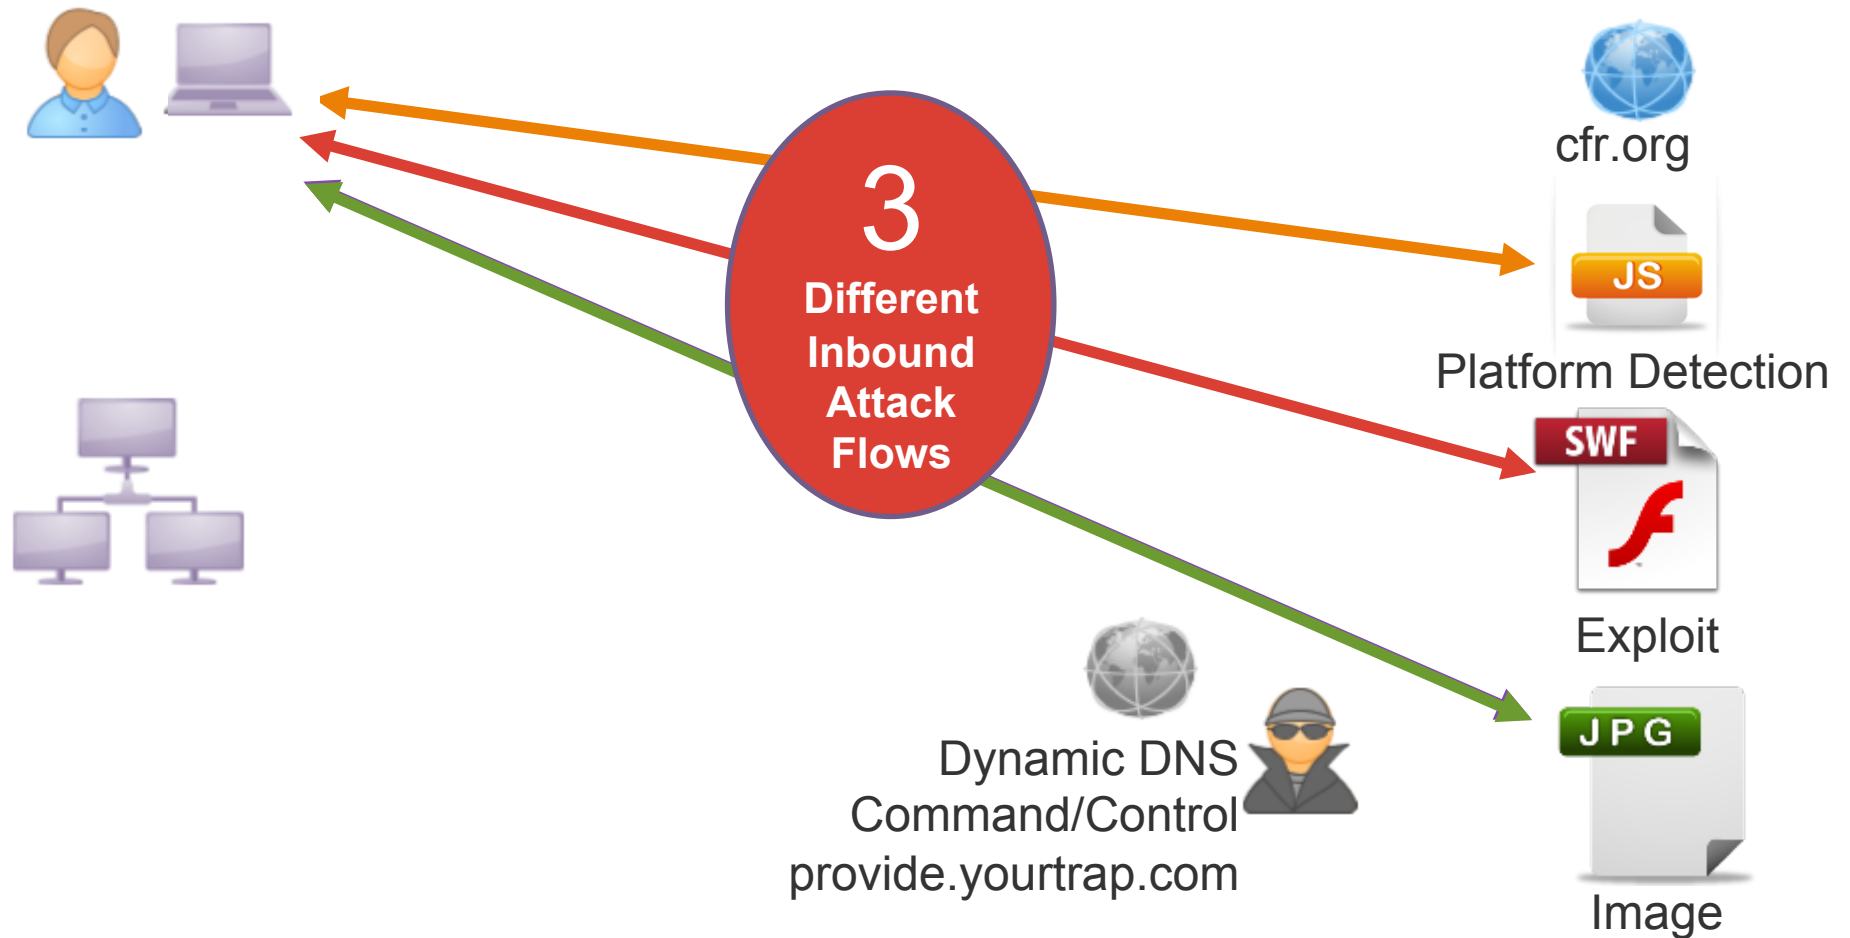 cfr.org
JS
Platform Detection
3
Different
Inbound
Attack
Flows
SWF
Exploit
Dynamic DNS
Command/Control
provide.yourtrap.com
JPG
Image